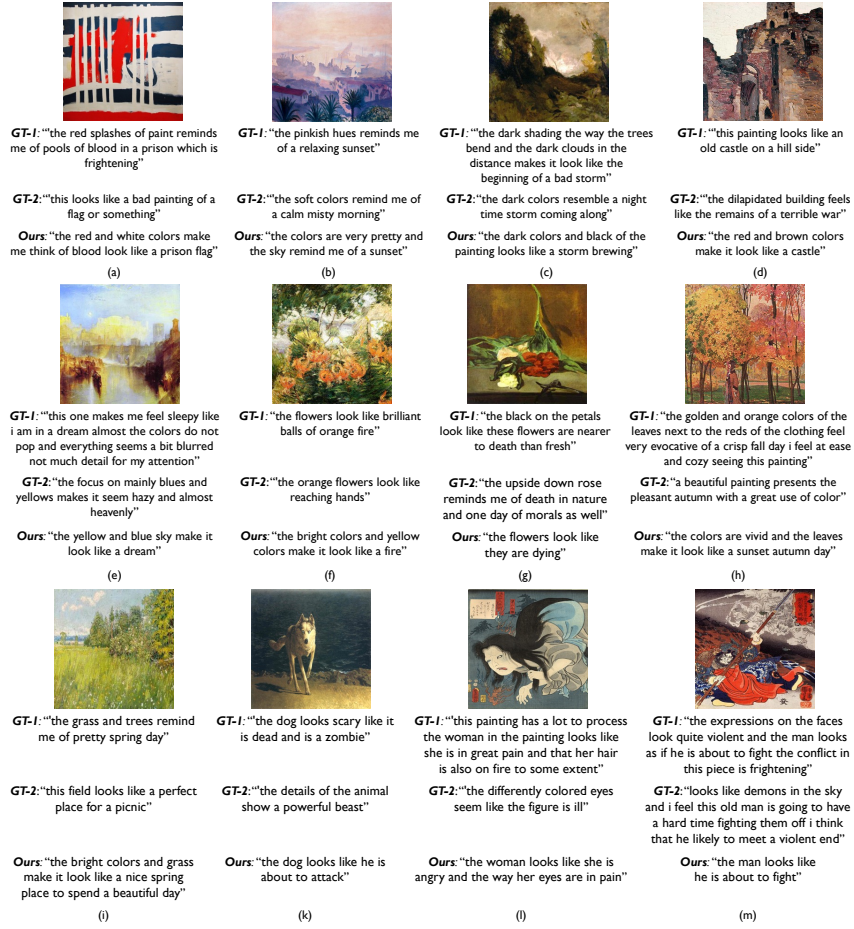 GT-1: “'the red splashes of paint reminds
me of pools of blood in a prison which is
frightening”
GT-2:“this looks like a bad painting of a
flag or something”
Ours: “the red and white colors make
me think of blood look like a prison flag”
(a)
GT-1: “'the pinkish hues reminds me
of a relaxing sunset”
GT-2:“'the soft colors remind me of
a calm misty morning”
Ours: “the colors are very pretty and
the sky remind me of a sunset”
(b)
GT-1: “'the dark shading the way the trees
bend and the dark clouds in the
distance makes it look like the
beginning of a bad storm”
GT-2:“the dark colors resemble a night
time storm coming along”
Ours: “the dark colors and black of the
painting looks like a storm brewing”
(c)
GT-1: “'this painting looks like an
old castle on a hill side”
GT-2:“'the dilapidated building feels
like the remains of a terrible war”
Ours: “the red and brown colors
make it look like a castle”
(d)
GT-1: “'this one makes me feel sleepy like
i am in a dream almost the colors do not
pop and everything seems a bit blurred
not much detail for my attention”
GT-2: “the focus on mainly blues and
yellows makes it seem hazy and almost
heavenly”
Ours: “the yellow and blue sky make it
look like a dream”
(e)
GT-1: “the flowers look like brilliant
balls of orange fire”
GT-2:“the orange flowers look like
reaching hands”
Ours: “the bright colors and yellow
colors make it look like a fire”
(f)
GT-1: “the black on the petals
look like these flowers are nearer
to death than fresh”
GT-2:“the upside down rose
reminds me of death in nature
and one day of morals as well”
Ours: “the flowers look like
they are dying”
(g)
GT-1: “'the golden and orange colors of the
leaves next to the reds of the clothing feel
very evocative of a crisp fall day i feel at ease
and cozy seeing this painting”
GT-2:“a beautiful painting presents the
pleasant autumn with a great use of color”
Ours: “the colors are vivid and the leaves
make it look like a sunset autumn day”
(h)
GT-1: “'the grass and trees remind
me of pretty spring day”
GT-2:“this field looks like a perfect
place for a picnic”
Ours: “the bright colors and grass
make it look like a nice spring
place to spend a beautiful day”
(i)
GT-1: “'the dog looks scary like it
is dead and is a zombie”
GT-2:“'the details of the animal
show a powerful beast”
Ours: “the dog looks like he is
about to attack”
(k)
GT-1: “'this painting has a lot to process
the woman in the painting looks like
she is in great pain and that her hair
is also on fire to some extent”
GT-2:“'the differently colored eyes
seem like the figure is ill”
Ours: “the woman looks like she is
angry and the way her eyes are in pain”
(l)
GT-1: “the expressions on the faces
look quite violent and the man looks
as if he is about to fight the conflict in
this piece is frightening”
GT-2:“looks like demons in the sky
and i feel this old man is going to have
a hard time fighting them off i think
that he likely to meet a violent end”
Ours: “the man looks like
he is about to fight”
(m)